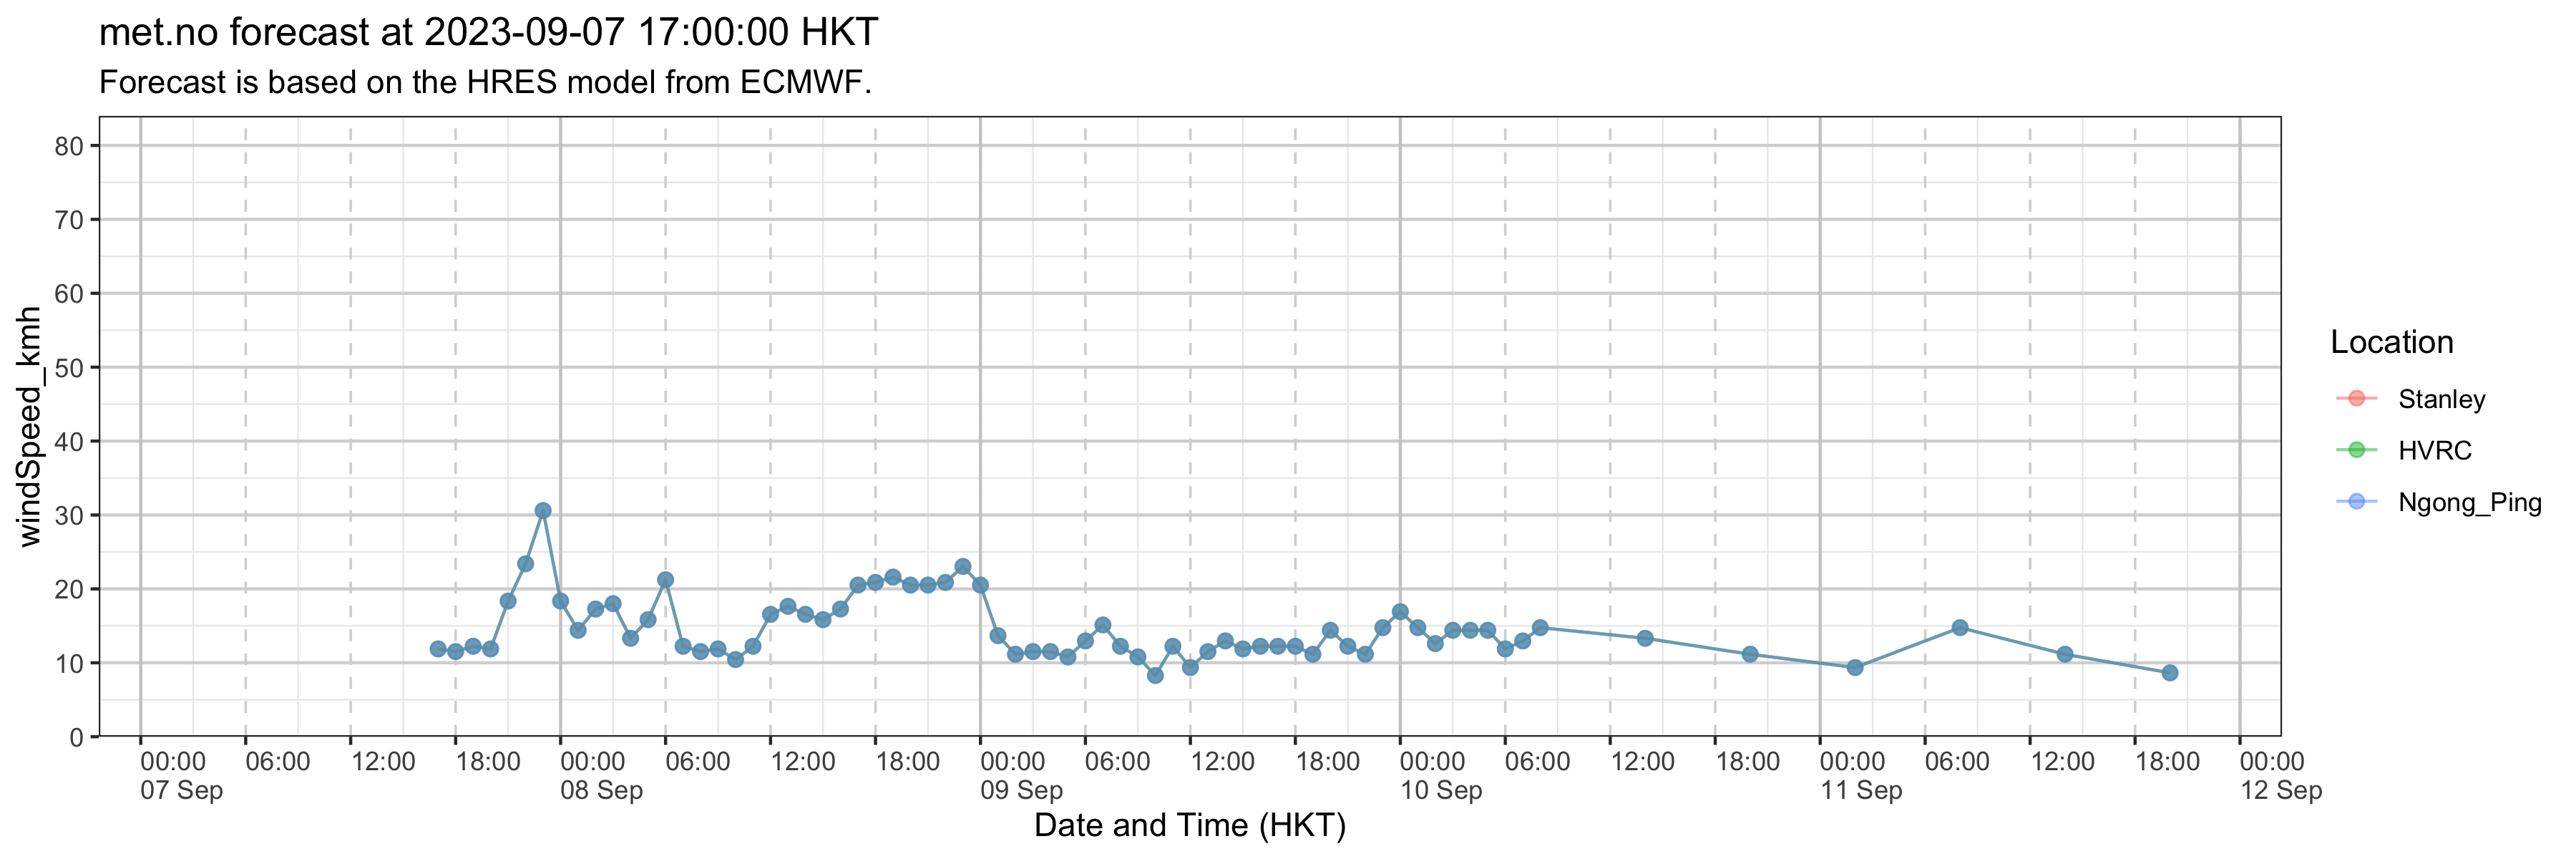 met.no forecast at 2023-09-07 17:00:00 HKT
Forecast is based on the HRES model from ECMWF.
windSpeed_kmh
80
70
60
50
40
30
20
10
0
00:00 06:00 12:00 18:00 00:00 06:00 12:00 18:00 00:00 06:00 12:00 18:00 00:00 06:00 12:00 18:00 00:00 06:00 12:00 18:00 00:00
07 Sep 08 Sep 09 Sep 10 Sep 11 Sep 12 Sep
Date and Time (HKT)
Location
Stanley
HVRC
Ngong_Ping